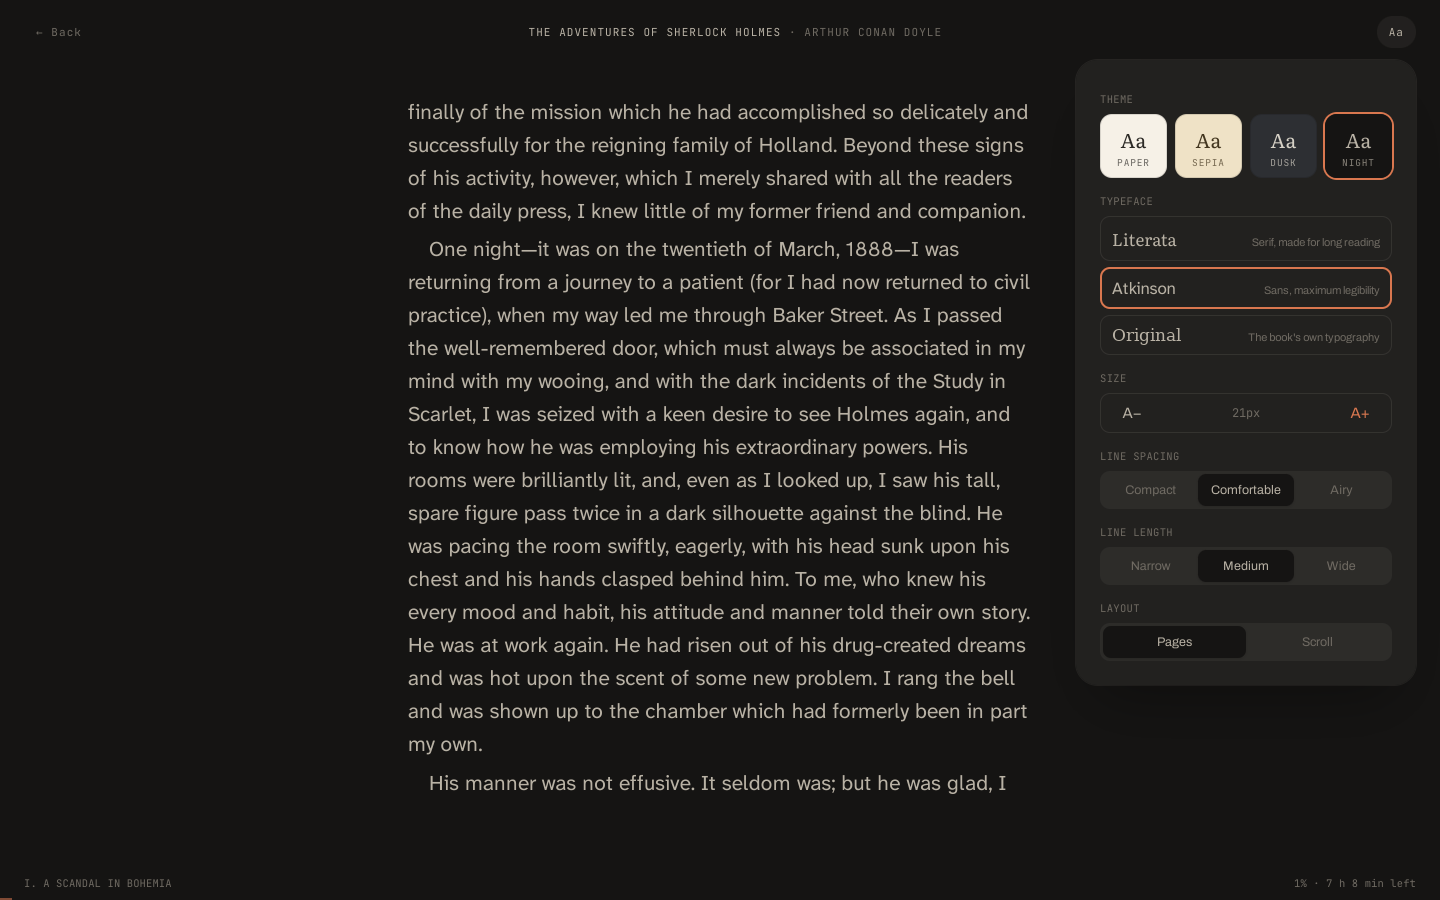 ← Back
THE ADVENTURES OF SHERLOCK HOLMES · ARTHUR CONAN DOYLE
Aa
finally of the mission which he had accomplished so delicately and
successfully for the reigning family of Holland. Beyond these signs
of his activity, however, which I merely shared with all the readers
of the daily press, I knew little of my former friend and companion.
One night—it was on the twentieth of March, 1888—I was
returning from a journey to a patient (for I had now returned to civil
practice), when my way led me through Baker Street. As I passed
the well-remembered door, which must always be associated in my
mind with my wooing, and with the dark incidents of the Study in
Scarlet, I was seized with a keen desire to see Holmes again, and
to know how he was employing his extraordinary powers. His
rooms were brilliantly lit, and, even as I looked up, I saw his tall,
spare figure pass twice in a dark silhouette against the blind. He
was pacing the room swiftly, eagerly, with his head sunk upon his
chest and his hands clasped behind him. To me, who knew his
every mood and habit, his attitude and manner told their own story.
He was at work again. He had risen out of his drug-created dreams
and was hot upon the scent of some new problem. I rang the bell
and was shown up to the chamber which had formerly been in part
my own.
His manner was not effusive. It seldom was; but he was glad, I
THEME
Aa Aa Aa Aa
PAPER SEPIA DUSK NIGHT
TYPEFACE
Literata Serif, made for long reading
Atkinson Sans, maximum legibility
Original The book's own typography
SIZE
A− 21px A+
LINE SPACING
Compact Comfortable Airy
LINE LENGTH
Narrow Medium Wide
LAYOUT
Pages Scroll
I. A SCANDAL IN BOHEMIA
1% · 7 h 8 min left